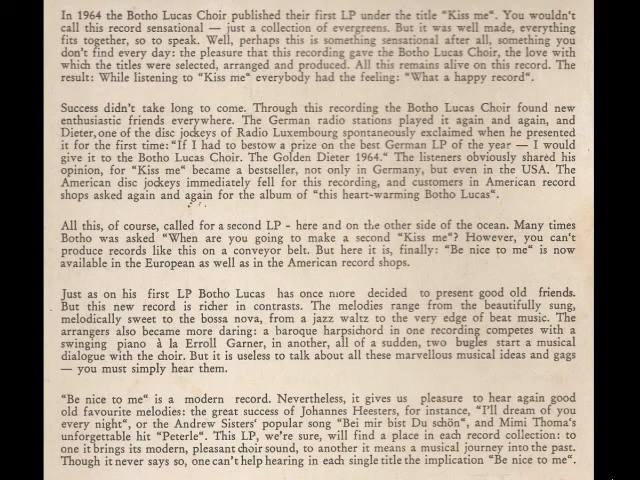 In 1964 the Botho Lucas Choir published their first LP under the title "Kiss me". You wouldn't
call this record sensational — just a collection of evergreens. But it was well made, everything
fits together, so to speak. Well, perhaps this is something sensational after all, something you
don't find every day: the pleasure that this recording gave the Botho Lucas Choir, the love with
which the titles were selected, arranged and produced. All this remains alive on this record. The
result: While listening to "Kiss me" everybody had the feeling: "What a happy record".
Success didn't take long to come. Through this recording the Botho Lucas Choir found new
enthusiastic friends everywhere. The German radio stations played it again and again, and
Dieter, one of the disc jockeys of Radio Luxembourg spontaneously exclaimed when he presented
it for the first time: "If I had to bestow a prize on the best German LP of the year — I would
give it to the Botho Lucas Choir. The Golden Dieter 1964." The listeners obviously shared his
opinion, for "Kiss me" became a bestseller, not only in Germany, but even in the USA. The
American disc jockeys immediately fell for this recording, and customers in American record
shops asked again and again for the album of "this heart-warming Botho Lucas".
All this, of course, called for a second LP - here and on the other side of the ocean. Many times
Botho was asked "When are you going to make a second "Kiss me"? However, you can't
produce records like this on a conveyor belt. But here it is, finally: "Be nice to me" is now
available in the European as well as in the American record shops.
Just as on his first LP Botho Lucas has once more decided to present good old friends.
But this new record is richer in contrasts. The melodies range from the beautifully sung,
melodically sweet to the bossa nova, from a jazz waltz to the very edge of beat music. The
arrangers also became more daring: a baroque harpsichord in one recording competes with a
swinging piano à la Erroll Garner, in another, all of a sudden, two bugles start a musical
dialogue with the choir. But it is useless to talk about all these marvellous musical ideas and gags
— you must simply hear them.
"Be nice to me" is a modern record. Nevertheless, it gives us pleasure to hear again good
old favourite melodies: the great success of Johannes Heesters, for instance, "I'll dream of you
every night", or the Andrew Sisters' popular song "Bei mir bist Du schön", and Mimi Thoma's
unforgettable hit "Peterle". This LP, we're sure, will find a place in each record collection: to
one it brings its modern, pleasant choir sound, to another it means a musical journey into the past.
Though it never says so, one can't help hearing in each single title the implication "Be nice to me".